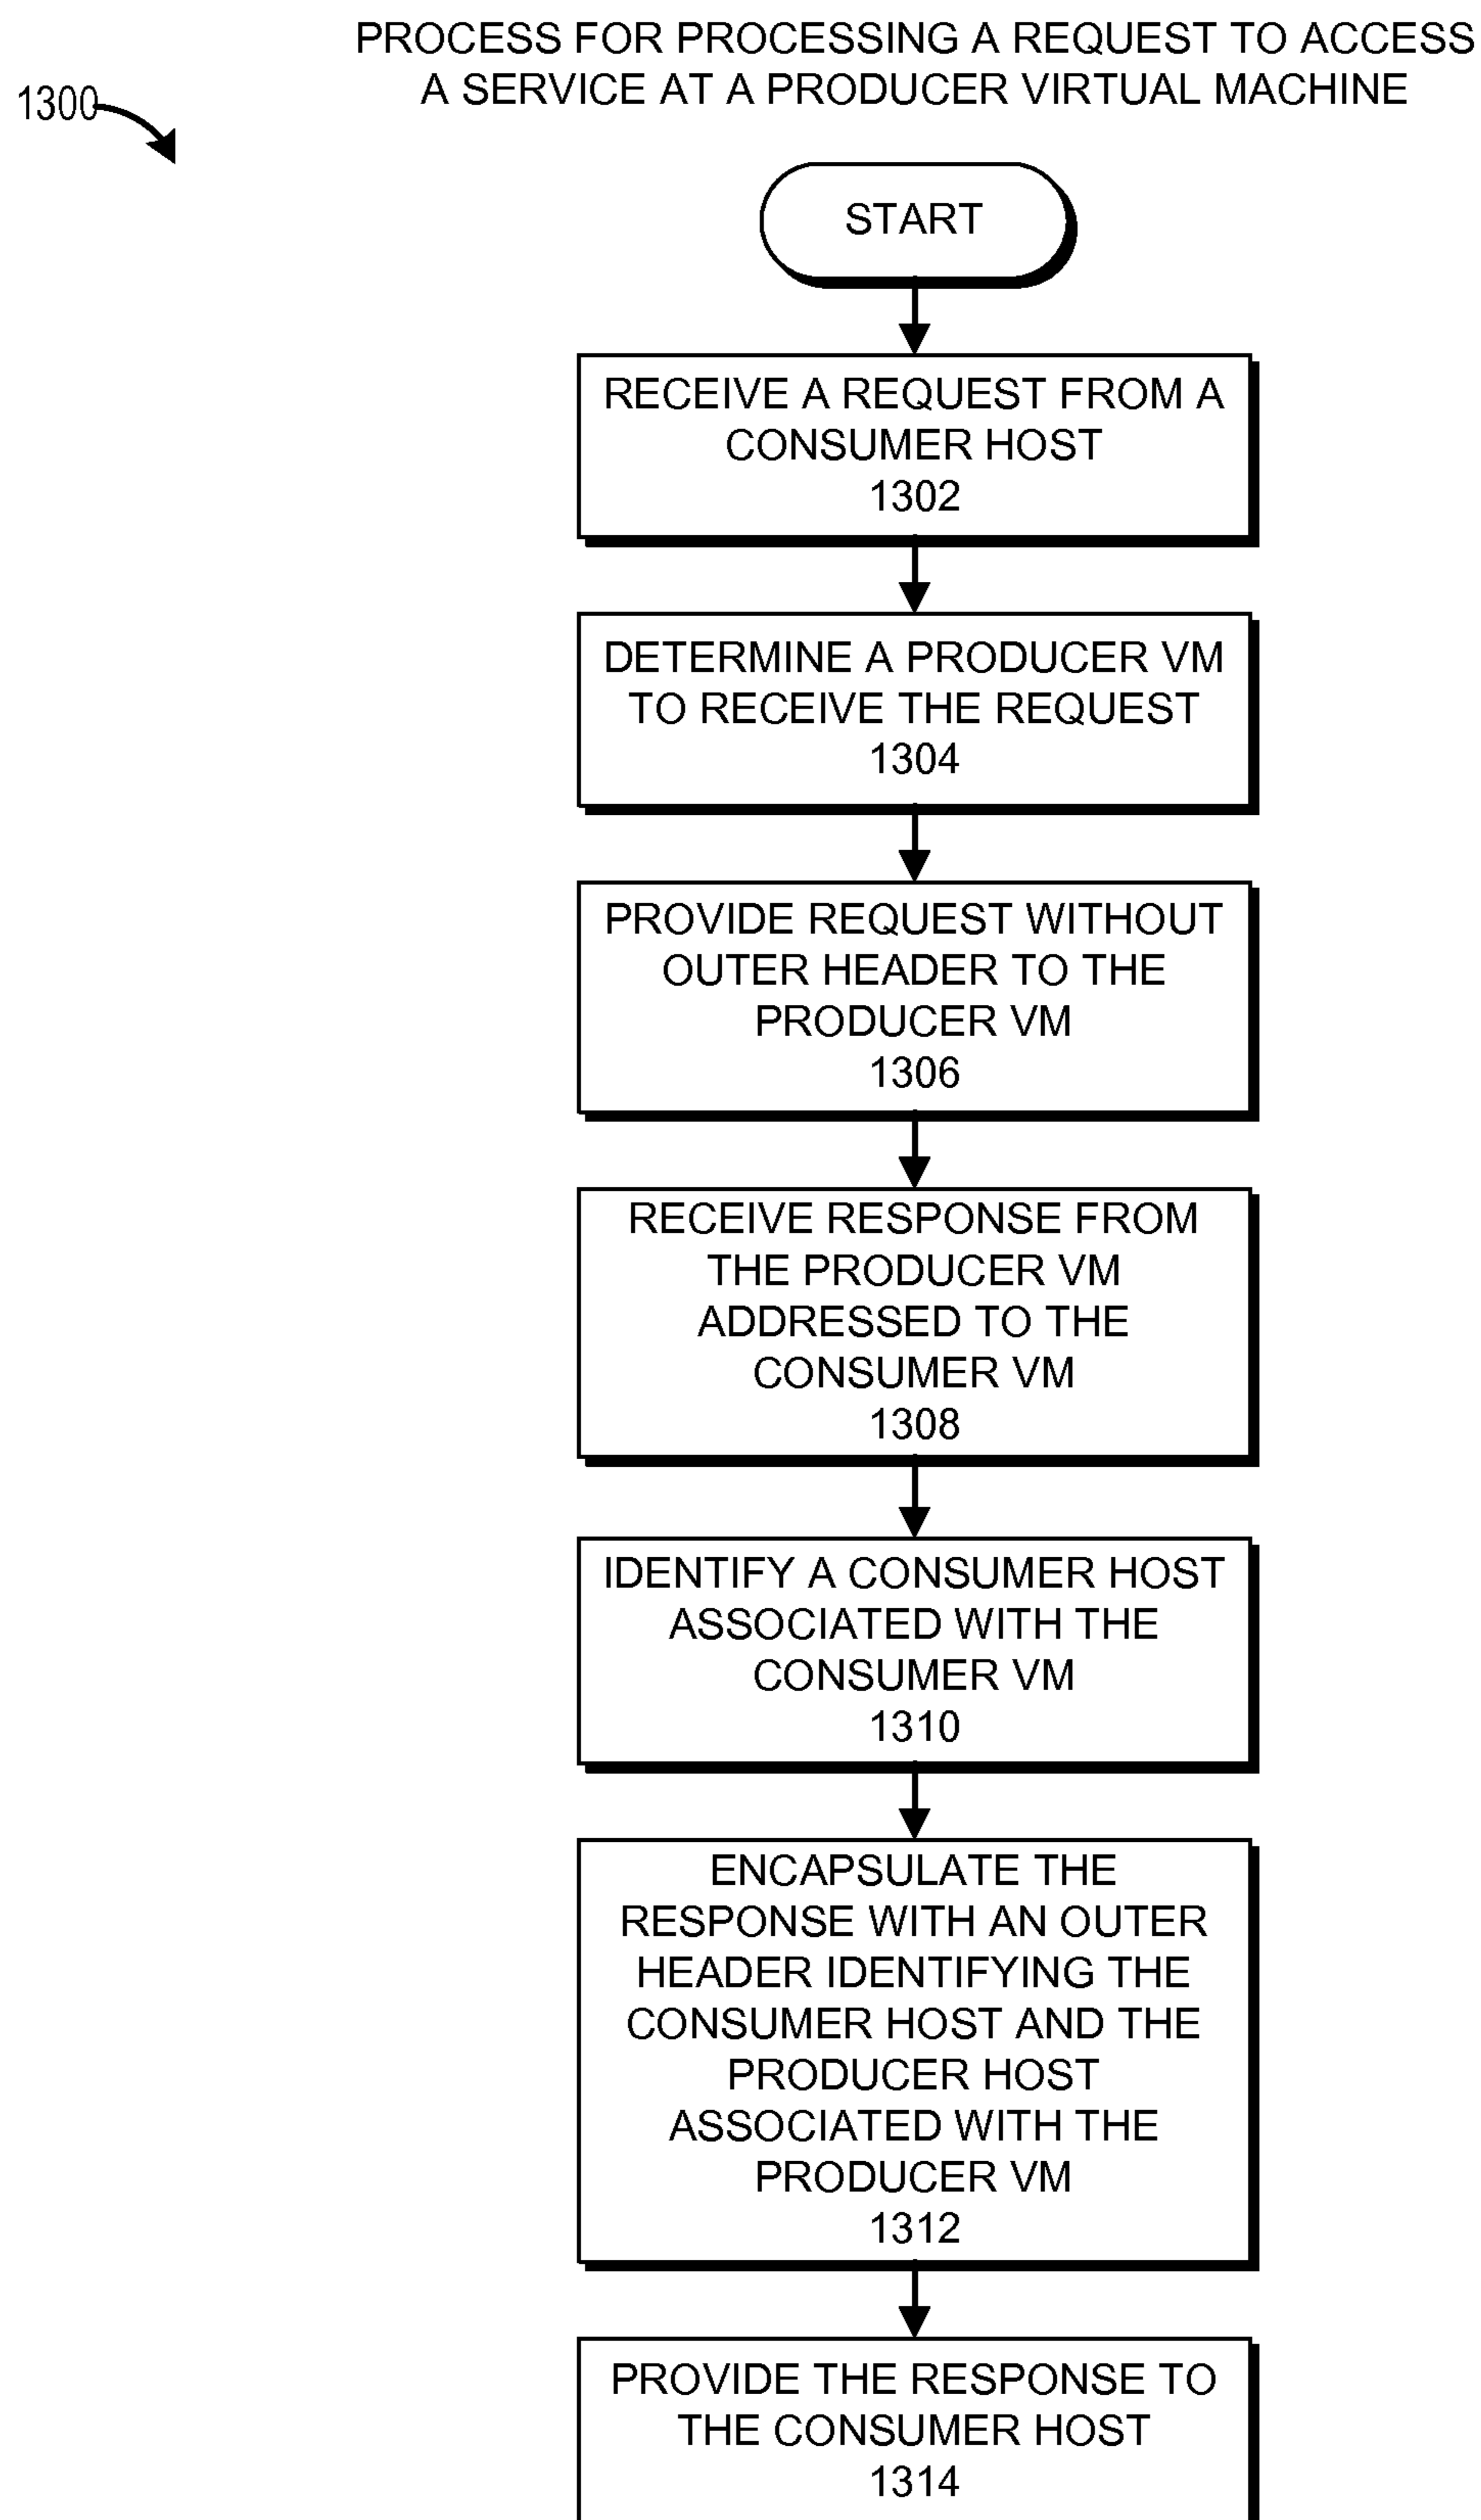 PROCESS FOR PROCESSING A REQUEST TO ACCESS
A SERVICE AT A PRODUCER VIRTUAL MACHINE
1300
START
RECEIVE A REQUEST FROM A
CONSUMER HOST
1302
DETERMINE A PRODUCER VM
TO RECEIVE THE REQUEST
1304
PROVIDE REQUEST WITHOUT
OUTER HEADER TO THE
PRODUCER VM
1306
RECEIVE RESPONSE FROM
THE PRODUCER VM
ADDRESSED TO THE
CONSUMER VM
1308
IDENTIFY A CONSUMER HOST
ASSOCIATED WITH THE
CONSUMER VM
1310
ENCAPSULATE THE
RESPONSE WITH AN OUTER
HEADER IDENTIFYING THE
CONSUMER HOST AND THE
PRODUCER HOST
ASSOCIATED WITH THE
PRODUCER VM
1312
PROVIDE THE RESPONSE TO
THE CONSUMER HOST
1314